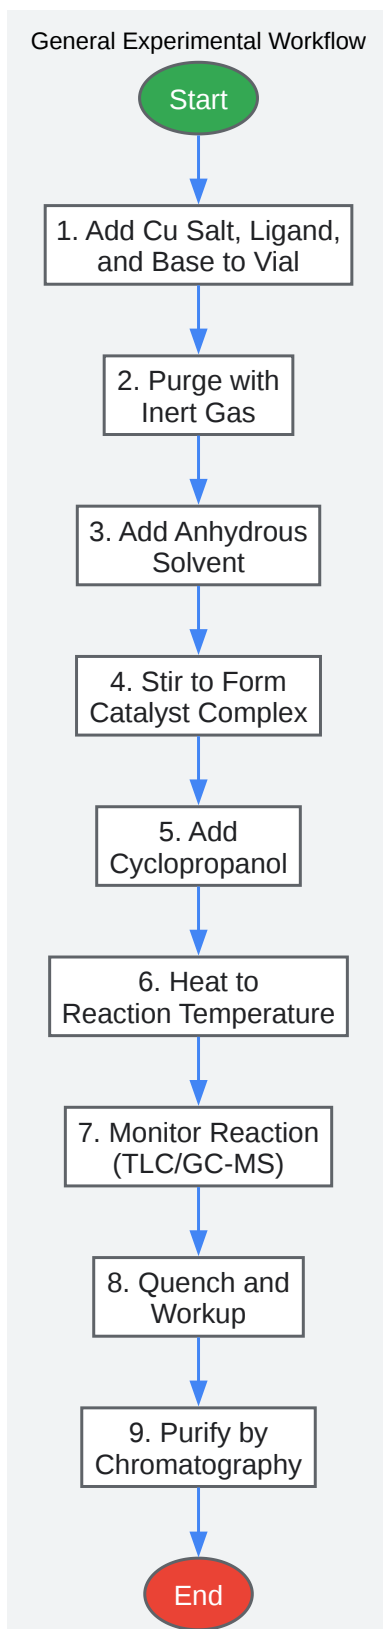 General Experimental Workflow
Start
1. Add Cu Salt, Ligand,
and Base to Vial
2. Purge with
Inert Gas
3. Add Anhydrous
Solvent
4. Stir to Form
Catalyst Complex
5. Add
Cyclopropanol
6. Heat to
Reaction Temperature
7. Monitor Reaction
(TLC/GC-MS)
8. Quench and
Workup
9. Purify by
Chromatography
End